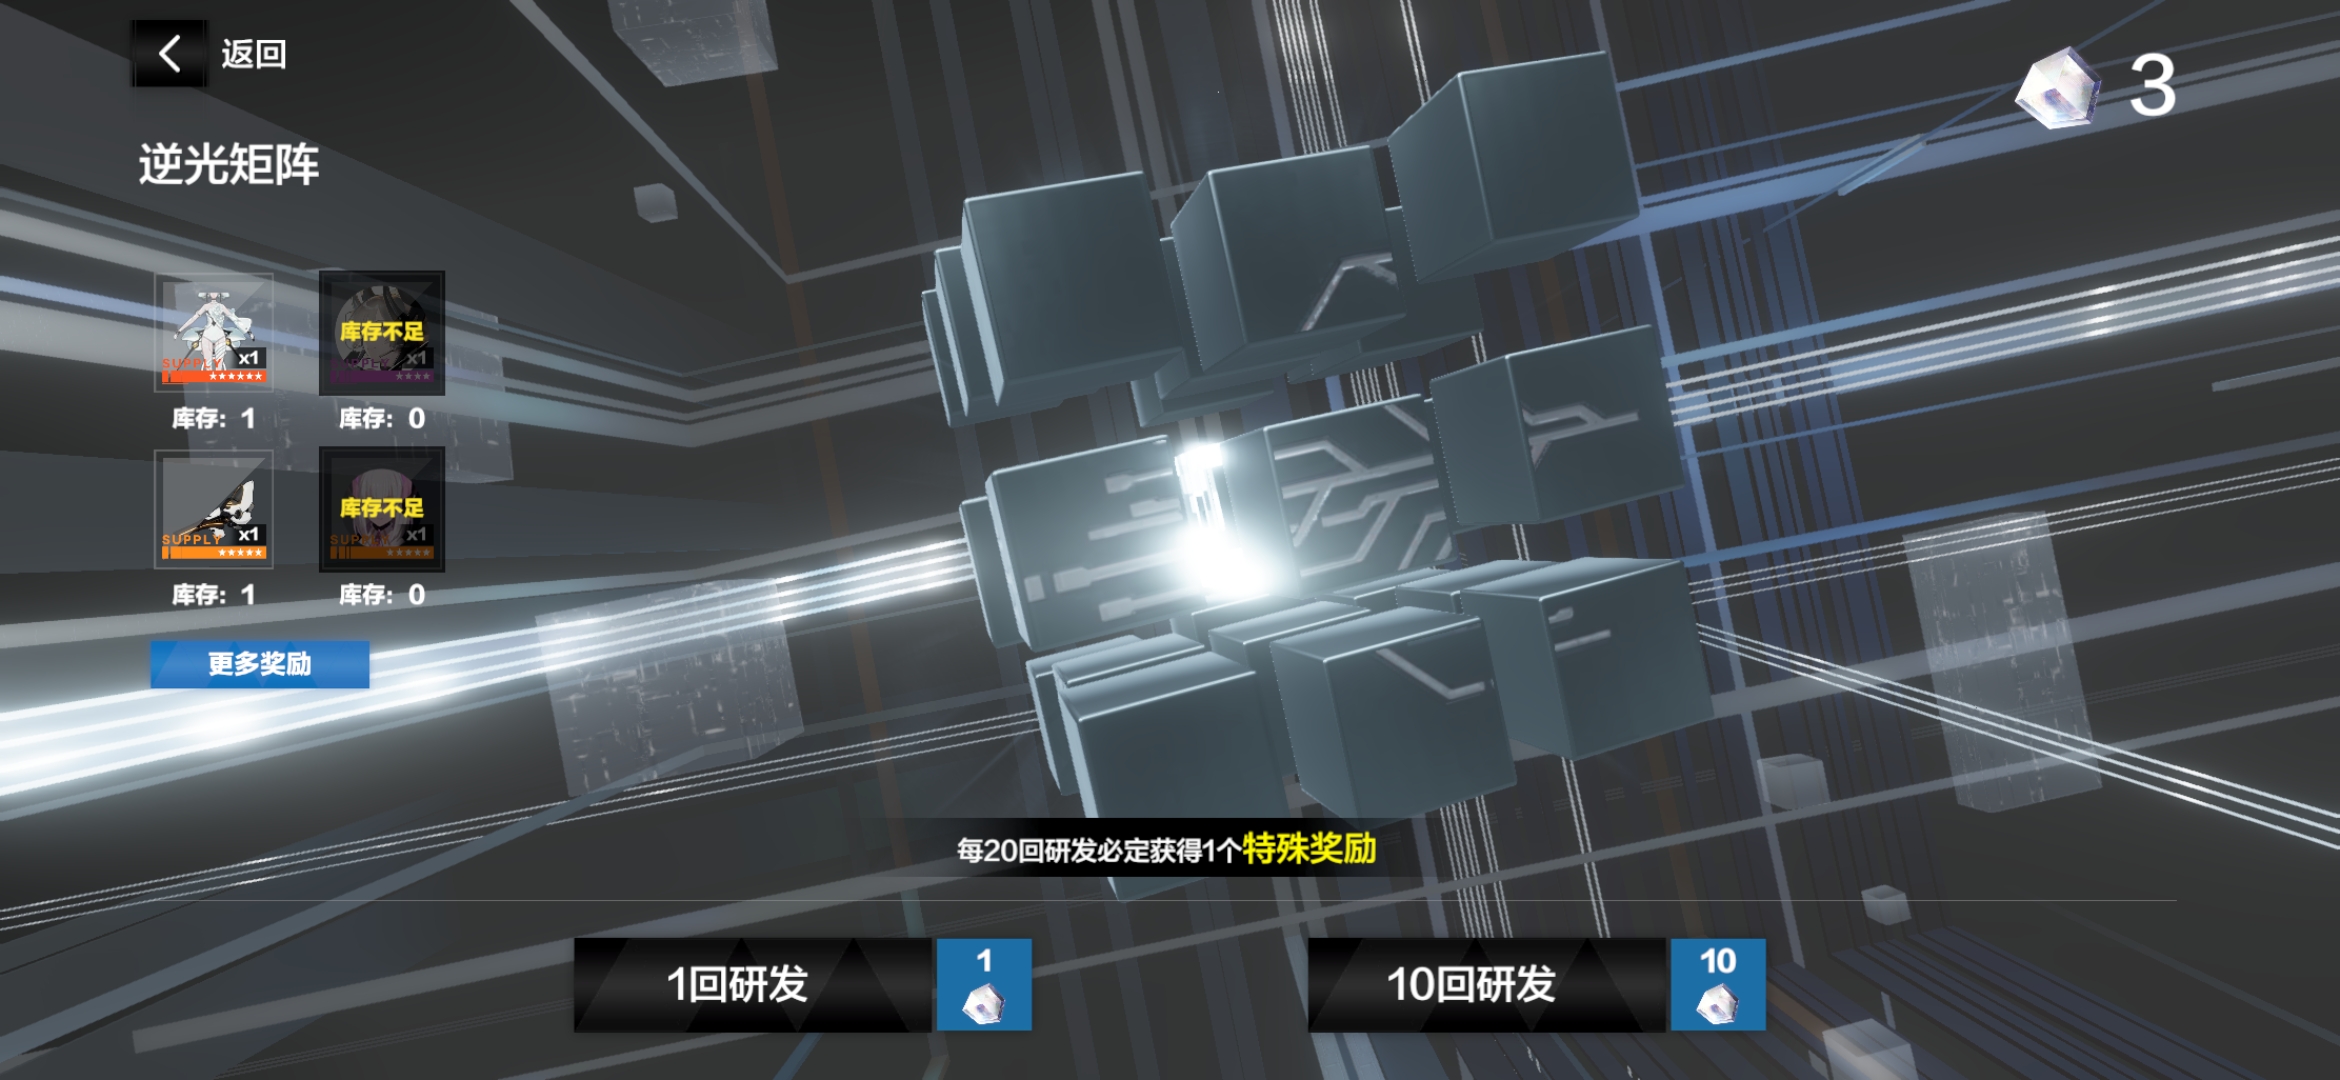 返回
3
逆光矩阵
SUPPLY x1
库存不足
SUPPLY x1
库存: 1
库存: 0
SUPPLY x1
库存不足
SUPPLY x1
库存: 1
库存: 0
更多奖励
每20回研发必定获得1个特殊奖励
1回研发
1
10回研发
10